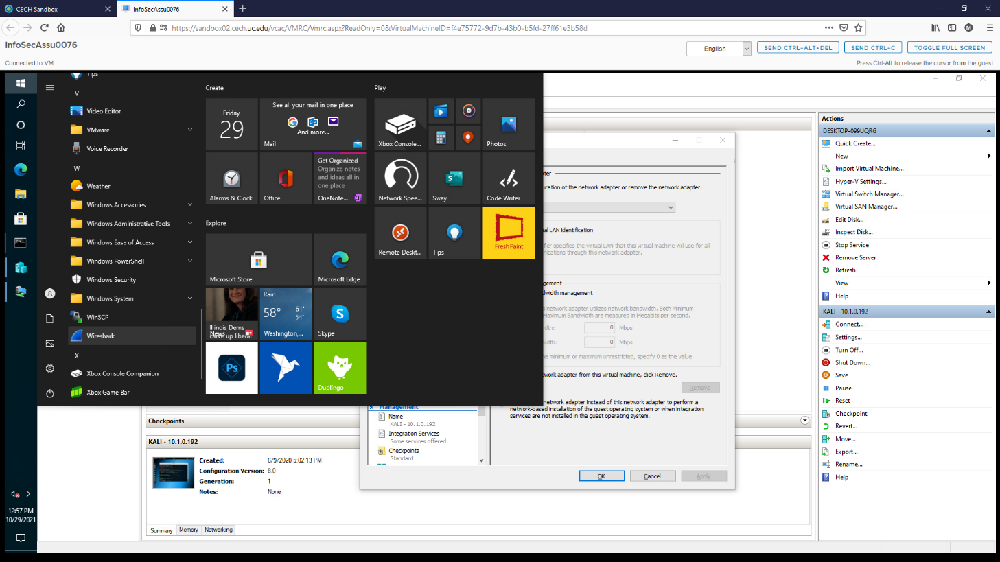 CECH Sandbox
InfoSecAssu0076
https://sandbox02.cech.uc.edu/vcac/VMRC/Vmrc.aspx?ReadOnly=0&VirtualMachineID=f4e75772-9d7b-43b0-b5fd-27ff61e3b58d
InfoSecAssu0076
English
SEND CTRL+ALT+DEL
SEND CTRL+C
TOGGLE FULL SCREEN
Connected to VM
Press Ctrl-Alt to release the cursor from the guest.
Tips
V
Video Editor
VMware
Voice Recorder
W
Weather
Windows Accessories
Windows Administrative Tools
Windows Ease of Access
Windows PowerShell
Windows Security
Windows System
WinSCP
Wireshark
X
Xbox Console Companion
Xbox Game Bar
Create
Friday
29
See all your mail in one place
And more...
Mail
Alarms & Clock
Office
Get Organized
Organize notes
and ideas all in
one place
OneNote...
Explore
Microsoft Store
Microsoft Edge
Illinois Dems
carve up liberal
News
Rain
58°
61°
54°
Washington,...
Skype
Ps
Duolingo
Play
Xbox Console...
Photos
Network Spee...
Sway
Code Writer
Remote Deskt...
Tips
Fresh Paint
12:57 PM
10/29/2021
uration of the network adapter or remove the network adapter.
ual LAN identification
fier specifies the virtual LAN that this virtual machine will use for all
nications through this network adapter.
gement
dwidth management
s network adapter utilizes network bandwidth. Both Minimum
Maximum Bandwidth are measured in Megabits per second.
width:
0
Mbps
width:
0
Mbps
e minimum or maximum unrestricted, specify 0 as the value.
twork adapter from this virtual machine, click Remove.
Remove
network adapter instead of this network adapter to perform a
network-based installation of the guest operating system or when integration
services are not installed in the guest operating system.
Management
Name
KALI - 10.1.0.192
Integration Services
Some services offered
Checkpoints
Standard
OK
Cancel
Apply
Checkpoints
KALI - 10.1.0.192
Created:
6/9/2020 5:02:13 PM
Configuration Version:
8.0
Generation:
1
Notes:
None
Summary
Memory
Networking
Actions
DESKTOP-099UQRG
Quick Create...
New
Import Virtual Machine...
Hyper-V Settings...
Virtual Switch Manager...
Virtual SAN Manager...
Edit Disk...
Inspect Disk...
Stop Service
Remove Server
Refresh
View
Help
KALI - 10.1.0.192
Connect...
Settings...
Turn Off...
Shut Down...
Save
Pause
Reset
Checkpoint
Revert...
Move...
Export...
Rename...
Help